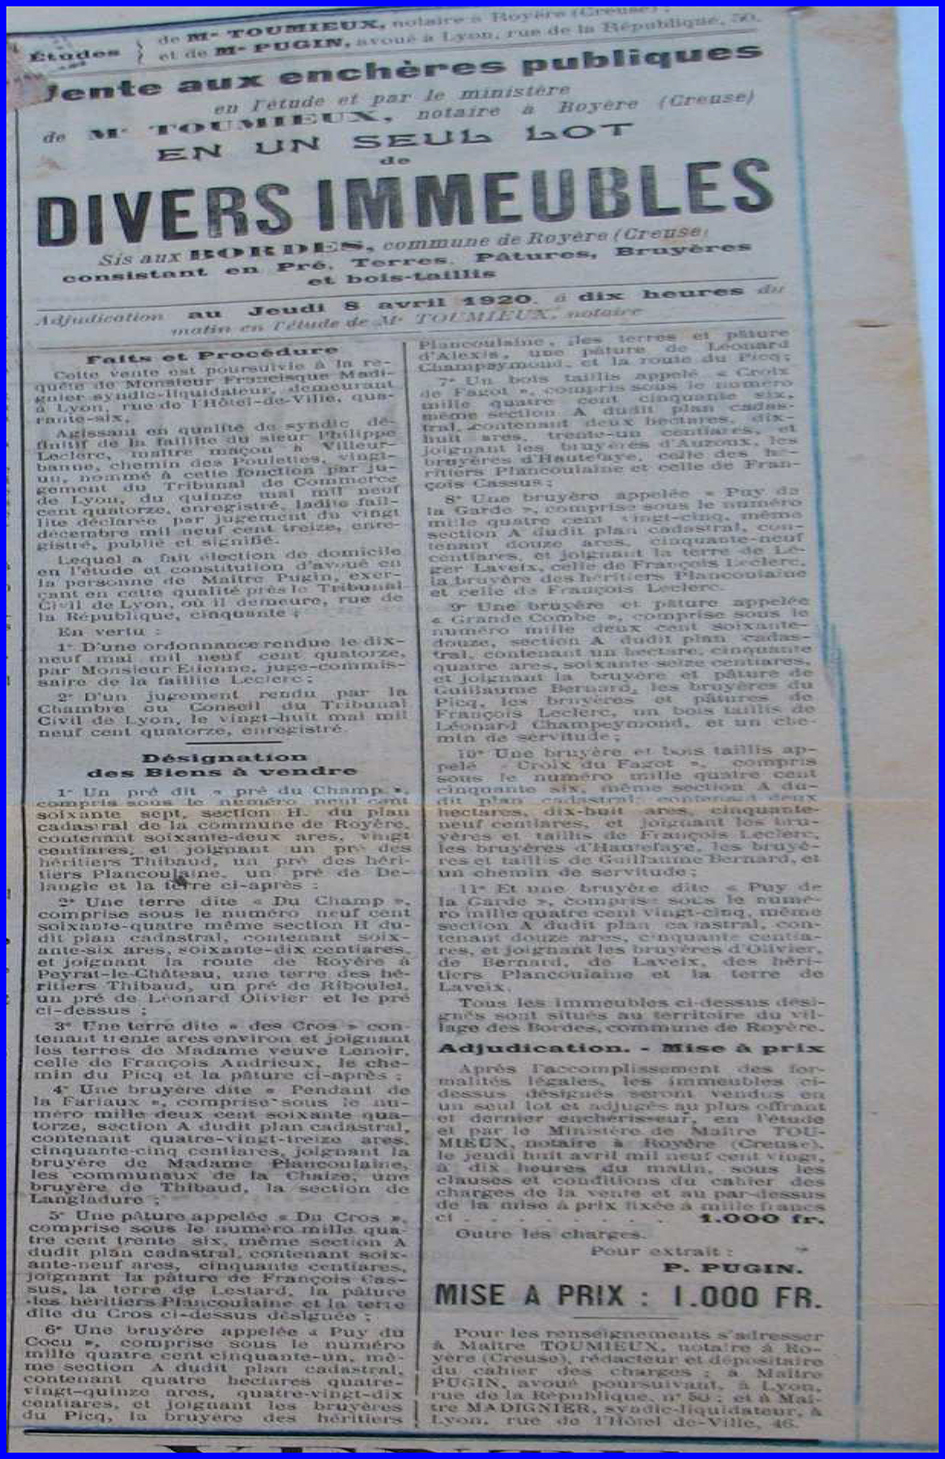 Études de Me TOUMIEUX, notaire à Royère (Creuse),
et de Me PUGIN, avoué à Lyon, rue de la République, 50.
Vente aux enchères publiques
en l'étude et par le ministère
de Me TOUMIEUX, notaire à Royère (Creuse)
EN UN SEUL LOT
de
DIVERS IMMEUBLES
Sis aux BORDES, commune de Royère (Creuse)
consistant en Pré, Terres, Pâtures, Bruyères
et bois-taillis
Adjudication au Jeudi 8 avril 1920, à dix heures du
matin en l'étude de Me TOUMIEUX, notaire
Faits et Procédure
Cette vente est poursuivie à la re-
quête de Monsieur Francisque Madi-
gnier syndic-liquidateur, demeurant
à Lyon, rue de l'Hôtel-de-Ville, qua-
rante-six,
Agissant en qualité de syndic dé-
finitif de la faillite du sieur Philippe
Leclerc, maître maçon à Villeur-
banne, chemin des Poulettes, vingt-
un, nommé à cette fonction par ju-
gement du Tribunal de Commerce
de Lyon, du quinze mai mil neuf
cent quatorze, enregistré, ladite fail-
lite déclarée par jugement du vingt
décembre mil neuf cent treize, enre-
gistré, publié et signifié.
Lequel a fait élection de domicile
en l'étude et constitution d'avoué en
la personne de Maître Pugin, exer-
çant en cette qualité près le Tribunal
Civil de Lyon, où il demeure, rue de
la République, cinquante ;
En vertu :
1° D'une ordonnance rendue le dix-
neuf mai mil neuf cent quatorze,
par Monsieur Etienne, juge-commis-
saire de la faillite Leclerc ;
2° D'un jugement rendu par la
Chambre du Conseil du Tribunal
Civil de Lyon, le vingt-huit mai mil
neuf cent quatorze, enregistré.
Désignation
des Biens à vendre
1° Un pré dit « pré du Champ »,
compris sous le numéro neuf cent
soixante sept, section H. du plan
cadastral de la commune de Royère,
contenant soixante-deux ares, vingt
centiares, et joignant un pré des
héritiers Thibaud, un pré des héri-
tiers Plancoulaine, un pré de De-
langle et la terre ci-après :
2° Une terre dite « Du Champ »,
comprise sous le numéro neuf cent
soixante-quatre même section H du-
dit plan cadastral, contenant soix-
ante-six ares, soixante-dix centiares,
et joignant la route de Royère à
Peyrat-le-Château, une terre des hé-
ritiers Thibaud, un pré de Riboulet,
un pré de Léonard Olivier et le pré
ci-dessus ;
3° Une terre dite « des Cros » con-
tenant trente ares environ et joignant
les terres de Madame veuve Lenoir,
celle de François Andrieux, le che-
min du Picq et la pâture ci-après ;
4° Une bruyère dite « Pendant de
la Fariaux », comprise sous le nu-
méro mille deux cent soixante qua-
torze, section A dudit plan cadastral,
contenant quatre-vingt-treize ares,
cinquante-cinq centiares, joignant la
bruyère de Madame Plancoulaine,
les communaux de la Chaize, une
bruyère de Thibaud, la section de
Langladure ;
5° Une pâture appelée « Du Cros »,
comprise sous le numéro mille qua-
tre cent trente six, même section A
dudit plan cadastral, contenant soix-
ante-neuf ares, cinquante centiares,
joignant la pâture de François Cas-
sus, la terre de Lestard, la pâture
des héritiers Plancoulaine et la terre
dite du Cros ci-dessus désignée ;
6° Une bruyère appelée « Puy du
Cocu », comprise sous le numéro
mille quatre cent cinquante-un, mê-
me section A dudit plan cadastral,
contenant quatre hectares quatre-
vingt-quinze ares, quatre-vingt-dix
centiares, et joignant les bruyères
du Picq, la bruyère des héritiers
Plancoulaine, les terres et pâture
d'Alexis, une pâture de Léonard
Champaymond, et la route du Picq ;
7° Un bois taillis appelé « Croix
de Fagot », compris sous le numéro
mille quatre cent cinquante six,
même section A dudit plan cadas-
tral, contenant deux hectares, dix-
huit ares, trente-un centiares, et
joignant les bruyères d'Auzoux, les
bruyères d'Hautefaye, celle des hé-
ritiers Plancoulaine et celle de Fran-
çois Cassus ;
8° Une bruyère appelée « Puy de
la Garde », comprise sous le numéro
mille quatre cent vingt-cinq, même
section A dudit plan cadastral, con-
tenant douze ares, cinquante-neuf
centiares, et joignant la terre de Lé-
ger Laveix, celle de François Leclerc,
la bruyère des héritiers Plancoulaine
et celle de François Leclerc.
9° Une bruyère et pâture appelée
« Grande Combe », comprise sous le
numéro mille deux cent soixante-
douze, section A dudit plan cadas-
tral, contenant un hectare, cinquante
quatre ares, soixante seize centiares,
et joignant la bruyère et pâture de
Guillaume Bernard, les bruyères du
Picq, les bruyères et pâtures de
François Leclerc, un bois taillis de
Léonard Champeymond, et un che-
min de servitude ;
10° Une bruyère et bois taillis ap-
pelé « Croix du Fagot », compris
sous le numéro mille quatre cent
cinquante six, même section A du-
dit plan cadastral, contenant deux
hectares, dix-huit ares, cinquante-
neuf centiares, et joignant les bru-
yères et taillis de François Leclerc,
les bruyères d'Hautefaye, les bruyè-
res et taillis de Guillaume Bernard, et
un chemin de servitude ;
11° Et une bruyère dite « Puy de
la Garde », comprise sous le numé-
ro mille quatre cent vingt-cinq, même
section A dudit plan cadastral, con-
tenant douze ares, cinquante centia-
res, et joignant les bruyères d'Olivier,
de Bernard, de Laveix, des héri-
tiers Plancoulaine et la terre de
Laveix.
Tous les immeubles ci-dessus dési-
gnés sont situés au territoire du vil-
lage des Bordes, commune de Royère.
Adjudication. - Mise à prix
Après l'accomplissement des for-
malités légales, les immeubles ci-
dessus désignés seront vendus en
un seul lot et adjugés au plus offrant
et dernier enchérisseur, en l'étude
et par le Ministère de Maître TOU-
MIEUX, notaire à Royère (Creuse),
le jeudi huit avril mil neuf cent vingt,
à dix heures du matin, sous les
clauses et conditions du cahier des
charges de la vente et au par-dessus
de la mise à prix fixée à mille francs
ci . . . . . . . . 1.000 fr.
Outre les charges.
Pour extrait :
P. PUGIN.
MISE A PRIX : 1.000 FR.
Pour les renseignements s'adresser
à Maître TOUMIEUX, notaire à Ro-
yère (Creuse), rédacteur et dépositaire
du cahier des charges ; à Maître
PUGIN, avoué poursuivant, à Lyon,
rue de la République, n° 50 ; et à Maî-
tre MADIGNIER, syndic-liquidateur, à
Lyon, rue de l'Hôtel de-Ville, 46.